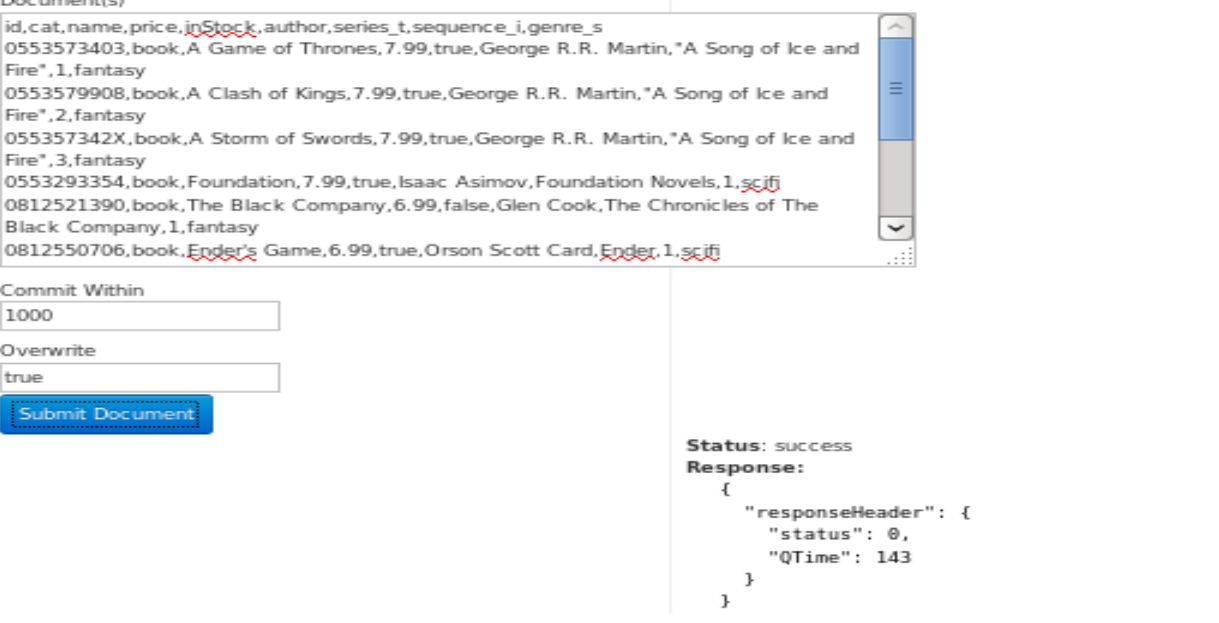 Document(s)
id,cat,name,price,inStock,author,series_t,sequence_i,genre_s
0553573403,book,A Game of Thrones,7.99,true,George R.R. Martin,"A Song of Ice and
Fire",1,fantasy
0553579908,book,A Clash of Kings,7.99,true,George R.R. Martin,"A Song of Ice and
Fire",2,fantasy
055357342X,book,A Storm of Swords,7.99,true,George R.R. Martin,"A Song of Ice and
Fire",3,fantasy
0553293354,book,Foundation,7.99,true,Isaac Asimov,Foundation Novels,1,scifi
0812521390,book,The Black Company,6.99,false,Glen Cook,The Chronicles of The
Black Company,1,fantasy
0812550706,book,Ender's Game,6.99,true,Orson Scott Card,Ender,1,scifi
Commit Within
1000
Overwrite
true
Submit Document
Status: success
Response:
{
"responseHeader": {
"status": 0,
"QTime": 143
}
}